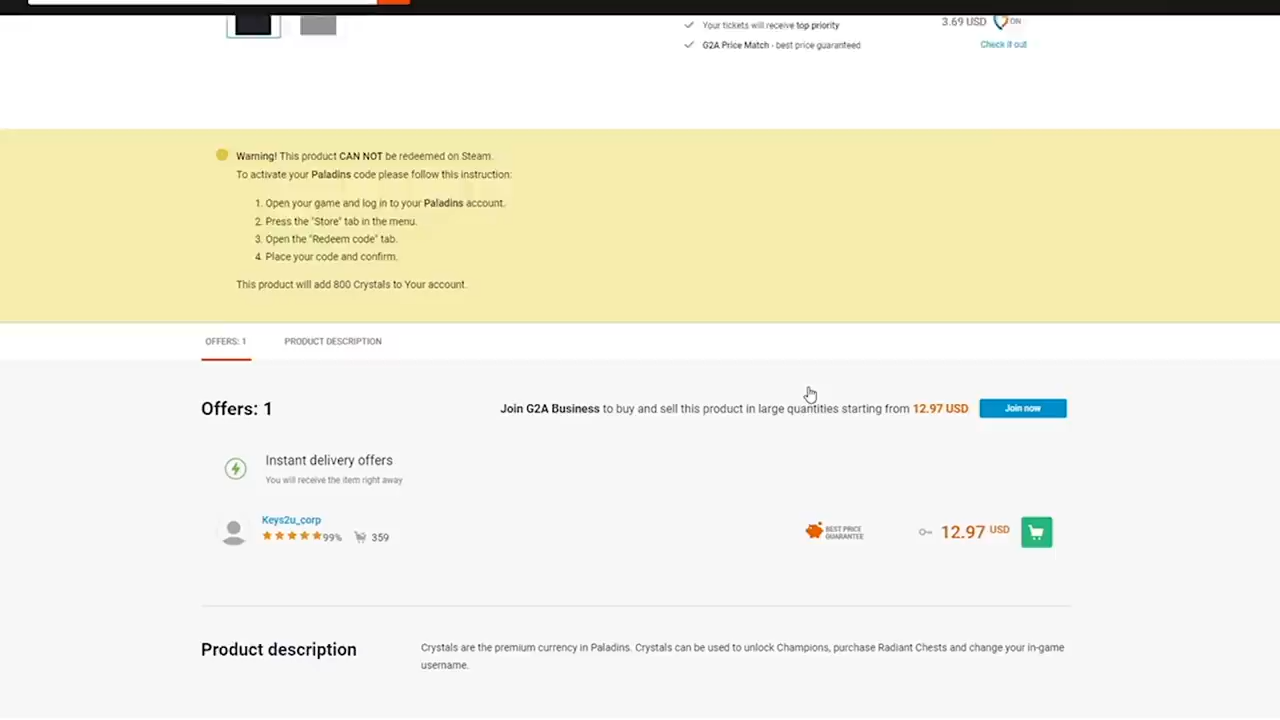 Your tickets will receive top priority
3.69 USD ON
G2A Price Match - best price guaranteed
Check it out
Warning! This product CAN NOT be redeemed on Steam.
To activate your Paladins code please follow this instruction:
1. Open your game and log in to your Paladins account.
2. Press the "Store" tab in the menu.
3. Open the "Redeem code" tab.
4. Place your code and confirm.
This product will add 800 Crystals to Your account.
OFFERS: 1 PRODUCT DESCRIPTION
Offers: 1
Join G2A Business to buy and sell this product in large quantities starting from 12.97 USD Join now
Instant delivery offers
You will receive the item right away
Keys2u_corp
99% 359
BEST PRICE
GUARANTEE
12.97 USD
Product description
Crystals are the premium currency in Paladins. Crystals can be used to unlock Champions, purchase Radiant Chests and change your in-game
username.